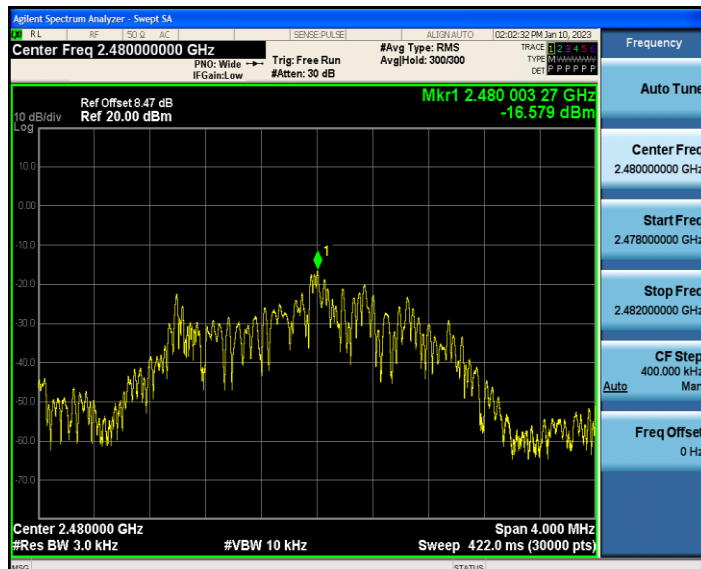 Agilent Spectrum Analyzer - Swept SA
RL RF 50 Ω AC SENSE:PULSE ALIGN AUTO 02:02:32 PM Jan 10, 2023
Center Freq 2.480000000 GHz
PNO: Wide
IFGain:Low
Trig: Free Run
#Atten: 30 dB
#Avg Type: RMS
Avg|Hold: 300/300
TRACE 1 2 3 4 5 6
TYPE M WWWWW
DET P P P P P P
Ref Offset 8.47 dB
Ref 20.00 dBm
10 dB/div
Log
Mkr1 2.480 003 27 GHz
-16.579 dBm
10.0
0.00
-10.0
-20.0
-30.0
-40.0
-50.0
-60.0
-70.0
1
Center 2.480000 GHz
Span 4.000 MHz
#Res BW 3.0 kHz
#VBW 10 kHz
Sweep 422.0 ms (30000 pts)
MSG STATUS
Frequency
Auto Tune
Center Freq
2.480000000 GHz
Start Freq
2.478000000 GHz
Stop Freq
2.482000000 GHz
CF Step
400.000 kHz
Auto Man
Freq Offset
0 Hz